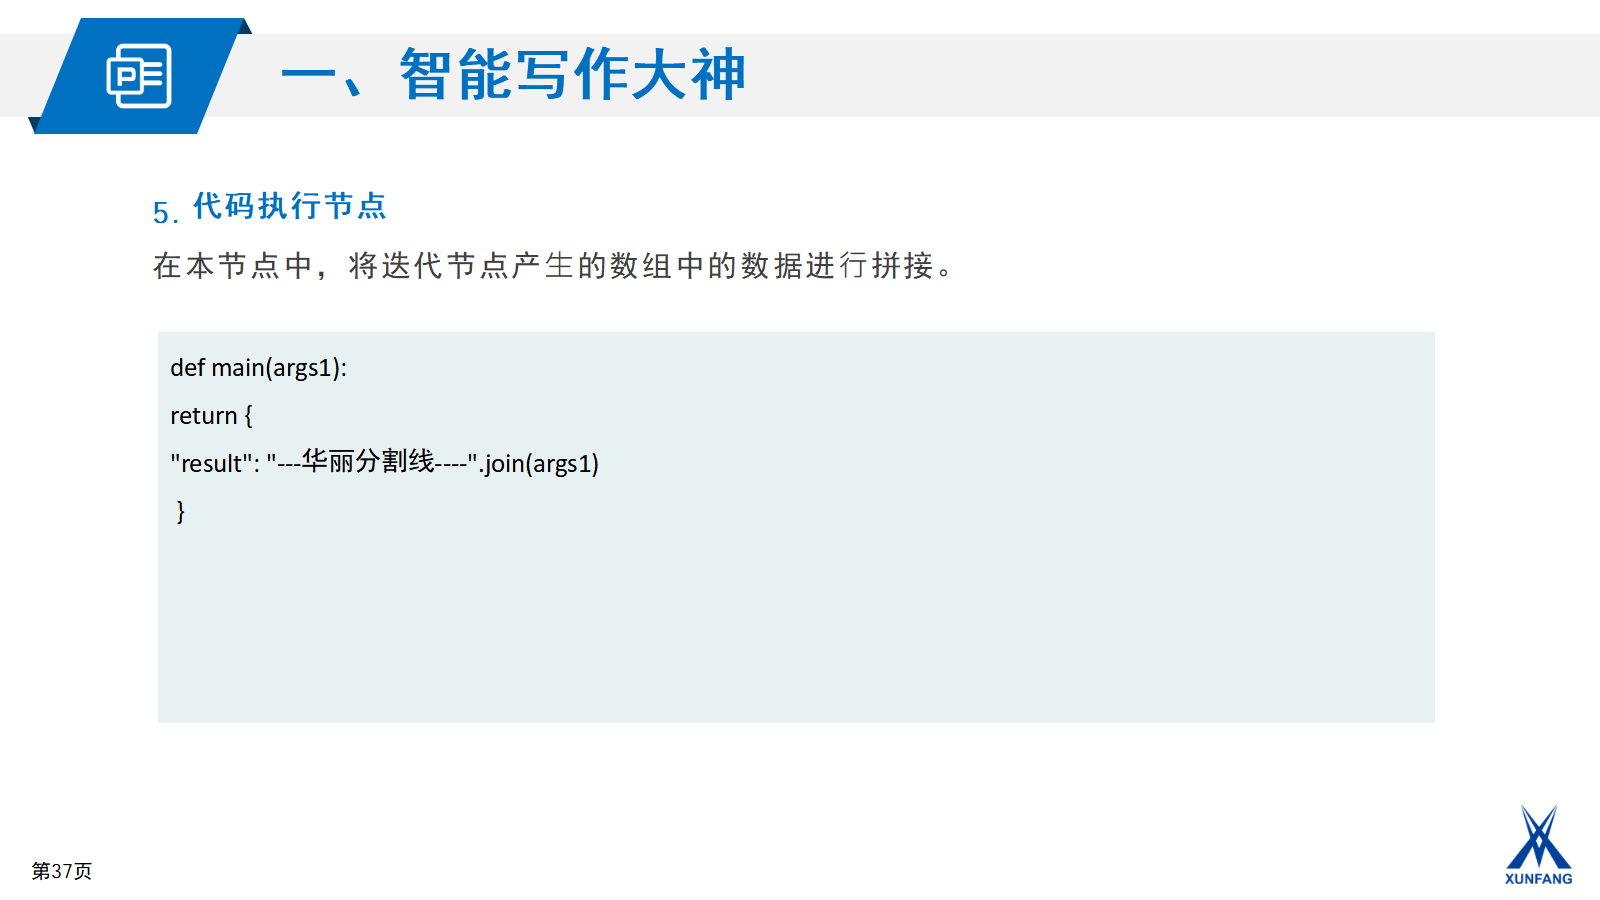 一、智能写作大神
5. 代码执行节点
在本节点中，将迭代节点产生的数组中的数据进行拼接。
def main(args1):
return {
"result": "---华丽分割线----".join(args1)
}
第37页
XUNFANG